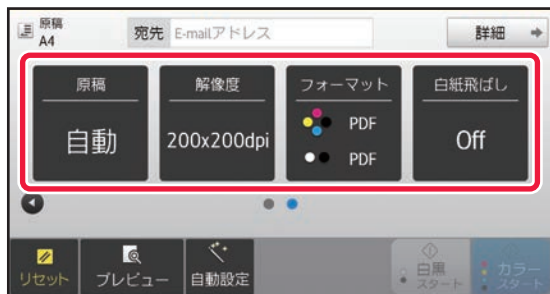 原稿
A4
宛先 E-mailアドレス
詳細
原稿
自動
解像度
200x200dpi
フォーマット
PDF
PDF
白紙飛ばし
Off
リセット
プレビュー
自動設定
白黒
スタート
カラー
スタート